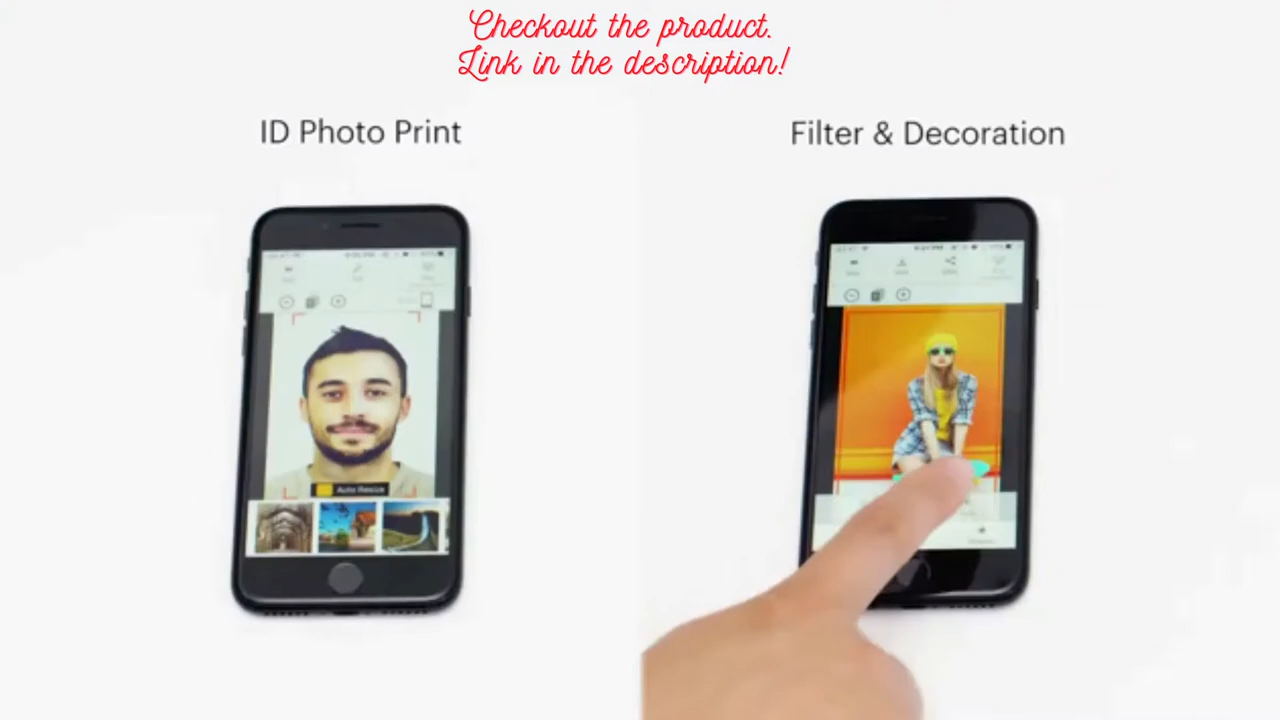 Checkout the product.
Link in the description!
ID Photo Print
Filter & Decoration
Auto Resize